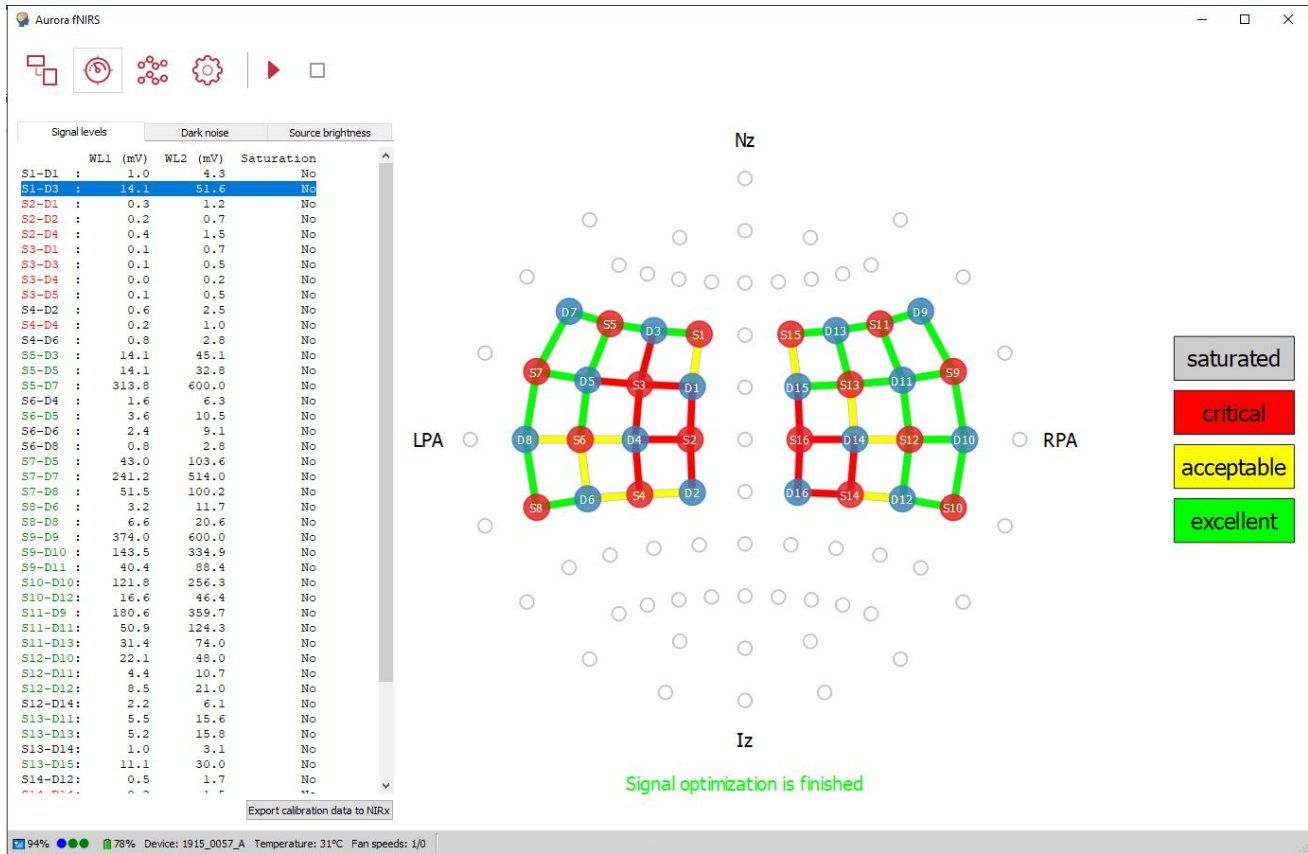 Aurora fNIRS
Signal levels Dark noise Source brightness
WL1 (mV) WL2 (mV) Saturation
S1-D1 : 1.0 4.3 No
S1-D3 : 14.1 51.6 No
S2-D1 : 0.3 1.2 No
S2-D2 : 0.2 0.7 No
S2-D4 : 0.4 1.5 No
S3-D1 : 0.1 0.7 No
S3-D3 : 0.1 0.5 No
S3-D4 : 0.0 0.2 No
S3-D5 : 0.1 0.5 No
S4-D2 : 0.6 2.5 No
S4-D4 : 0.2 1.0 No
S4-D6 : 0.8 2.8 No
S5-D3 : 14.1 45.1 No
S5-D5 : 14.1 32.8 No
S5-D7 : 313.8 600.0 No
S6-D4 : 1.6 6.3 No
S6-D5 : 3.6 10.5 No
S6-D6 : 2.4 9.1 No
S6-D8 : 0.8 2.8 No
S7-D5 : 43.0 103.6 No
S7-D7 : 241.2 514.0 No
S7-D8 : 51.5 100.2 No
S8-D6 : 3.2 11.7 No
S8-D8 : 6.6 20.6 No
S9-D9 : 374.0 600.0 No
S9-D10 : 143.5 334.9 No
S9-D11 : 40.4 88.4 No
S10-D10: 121.8 256.3 No
S10-D12: 16.6 46.4 No
S11-D9 : 180.6 359.7 No
S11-D11: 50.9 124.3 No
S11-D13: 31.4 74.0 No
S12-D10: 22.1 48.0 No
S12-D11: 4.4 10.7 No
S12-D12: 8.5 21.0 No
S12-D14: 2.2 6.1 No
S13-D11: 5.5 15.6 No
S13-D13: 5.2 15.8 No
S13-D14: 1.0 3.1 No
S13-D15: 11.1 30.0 No
S14-D12: 0.5 1.7 No
Export calibration data to NIRx
Nz
D7 S5 D3 S1 S15 D13 S11 D9
S7 D5 S3 D1 D15 S13 D11 S9
LPA D8 S6 D4 S2 S16 D14 S12 D10 RPA
S8 D6 S4 D2 D16 S14 D12 S10
Iz
Signal optimization is finished
saturated
critical
acceptable
excellent
94% 78% Device: 1915_0057_A Temperature: 31°C Fan speeds: 1/0